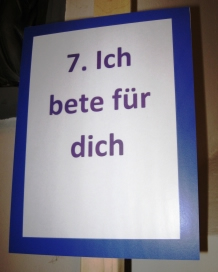 7. Ich
bete für
dich